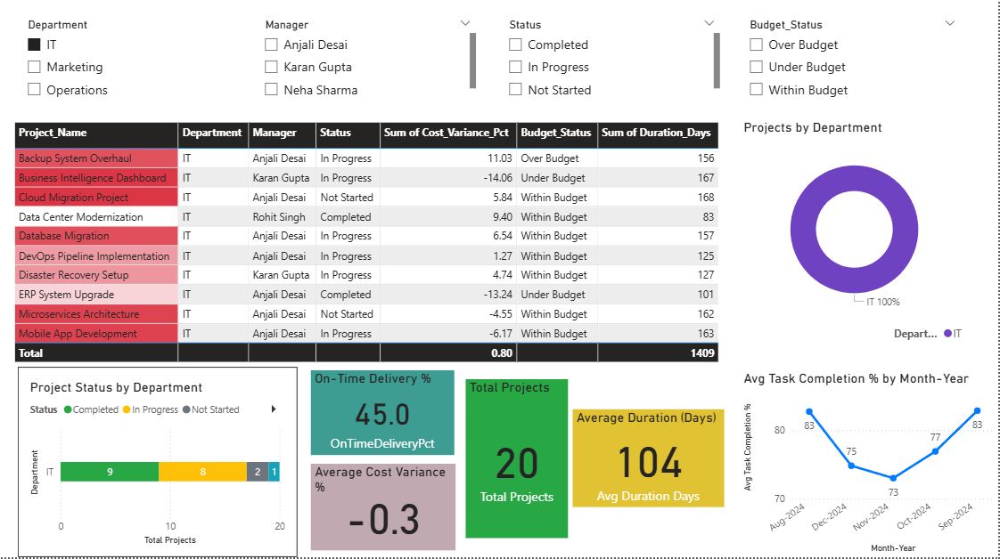 Department
IT
Marketing
Operations
Manager
Anjali Desai
Karan Gupta
Neha Sharma
Status
Completed
In Progress
Not Started
Budget_Status
Over Budget
Under Budget
Within Budget
Project_Name Department Manager Status Sum of Cost_Variance_Pct Budget_Status Sum of Duration_Days
Backup System Overhaul IT Anjali Desai In Progress 11.03 Over Budget 156
Business Intelligence Dashboard IT Karan Gupta In Progress -14.06 Under Budget 167
Cloud Migration Project IT Anjali Desai Not Started 5.84 Within Budget 168
Data Center Modernization IT Rohit Singh Completed 9.40 Within Budget 83
Database Migration IT Anjali Desai In Progress 6.54 Within Budget 157
DevOps Pipeline Implementation IT Anjali Desai In Progress 1.27 Within Budget 125
Disaster Recovery Setup IT Karan Gupta In Progress 4.74 Within Budget 127
ERP System Upgrade IT Anjali Desai Completed -13.24 Under Budget 101
Microservices Architecture IT Anjali Desai Not Started -4.55 Within Budget 162
Mobile App Development IT Anjali Desai In Progress -6.17 Within Budget 163
Total 0.80 1409
Projects by Department
IT 100%
Depart... IT
Project Status by Department
Status Completed In Progress Not Started
Department
IT
9 8 2 1
0 10 20
Total Projects
On-Time Delivery %
45.0
OnTimeDeliveryPct
Average Cost Variance
%
-0.3
Total Projects
20
Total Projects
Average Duration (Days)
104
Avg Duration Days
Avg Task Completion % by Month-Year
Avg Task Completion %
80
70
83
75
73
77
83
Aug-2024
Dec-2024
Nov-2024
Oct-2024
Sep-2024
Month-Year